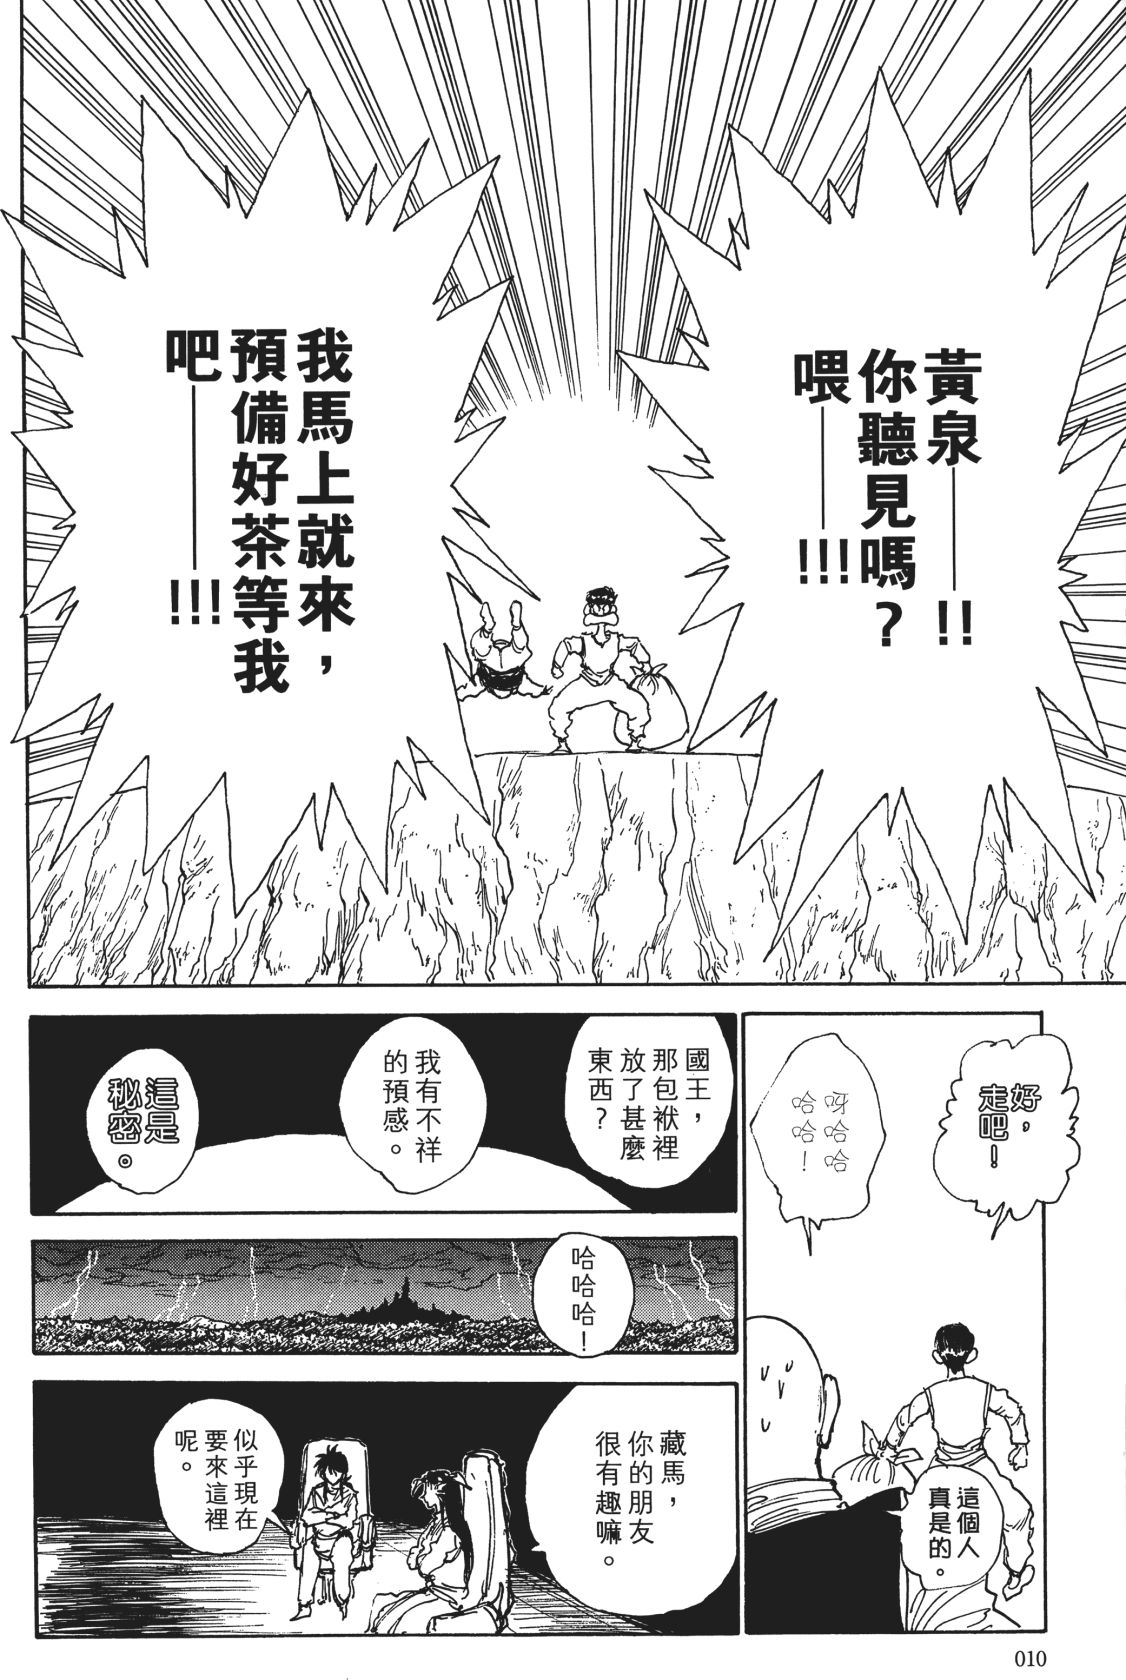 黃泉——!!
你聽見嗎？
喂——!!!
我馬上就來，
預備好茶等我
吧——!!!
好，
走吧！
呀哈哈
哈哈！
這個人
真是的。
國王，
那包袱裡
放了甚麼
東西？
我有不祥
的預感。
這是
秘密。
哈哈哈！
藏馬，
你的朋友
很有趣嘛。
似乎現在
要來這裡
呢。
010